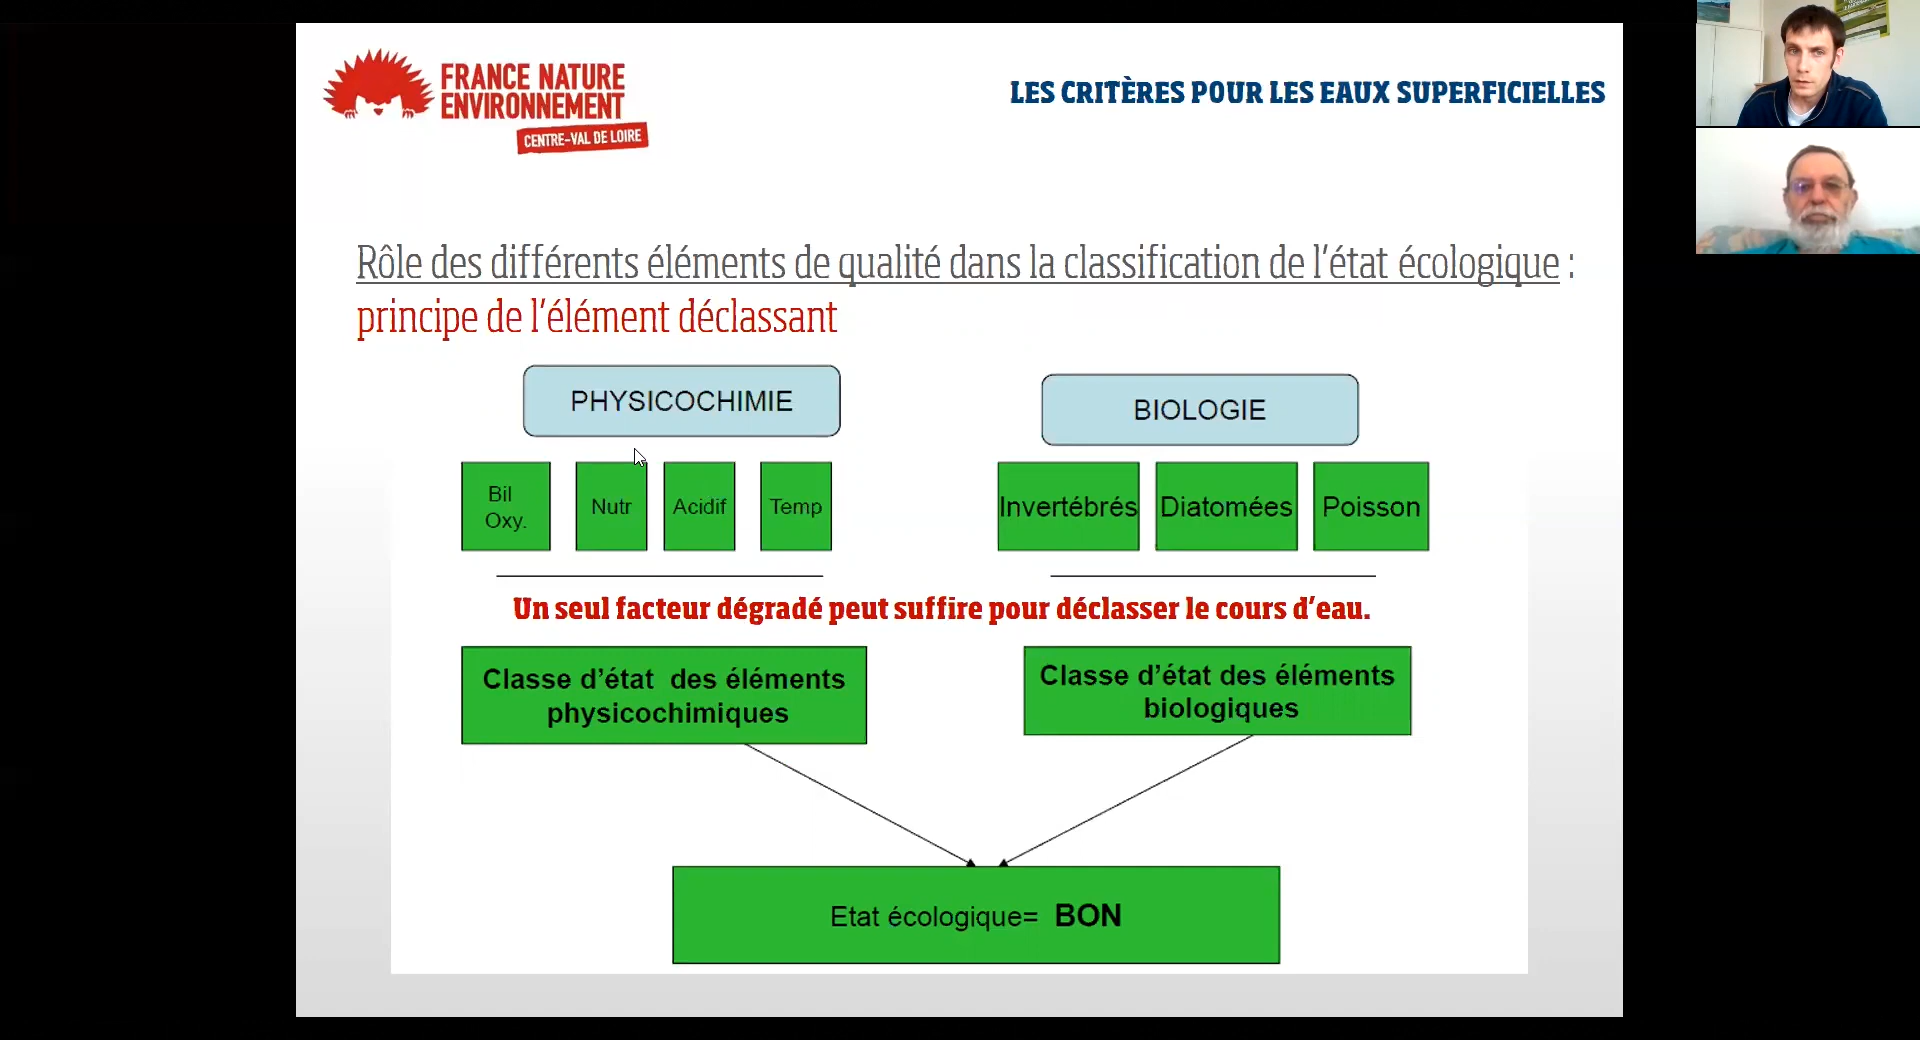 FRANCE NATURE
ENVIRONNEMENT
CENTRE-VAL DE LOIRE
LES CRITÈRES POUR LES EAUX SUPERFICIELLES
Rôle des différents éléments de qualité dans la classification de l'état écologique :
principe de l'élément déclassant
PHYSICOCHIMIE
BIOLOGIE
Bil
Oxy.
Nutr
Acidif
Temp
Invertébrés
Diatomées
Poisson
Un seul facteur dégradé peut suffire pour déclasser le cours d'eau.
Classe d'état des éléments
physicochimiques
Classe d'état des éléments
biologiques
Etat écologique= BON